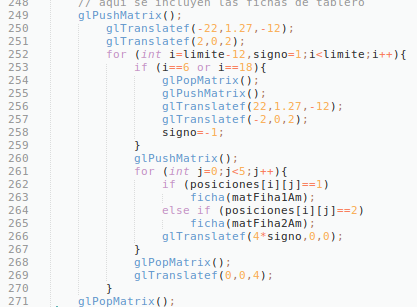 248 // aqui se incluyen las fichas de tablero
249 glPushMatrix();
250 glTranslatef(-22,1.27,-12);
251 glTranslatef(2,0,2);
252 for (int i=limite-12,signo=1;i<limite;i++){
253 if (i==6 or i==18){
254 glPopMatrix();
255 glPushMatrix();
256 glTranslatef(22,1.27,-12);
257 glTranslatef(-2,0,2);
258 signo=-1;
259 }
260 glPushMatrix();
261 for (int j=0;j<5;j++){
262 if (posiciones[i][j]==1)
263 ficha(matFiha1Am);
264 else if (posiciones[i][j]==2)
265 ficha(matFiha2Am);
266 glTranslatef(4*signo,0,0);
267 }
268 glPopMatrix();
269 glTranslatef(0,0,4);
270 }
271 glPopMatrix();